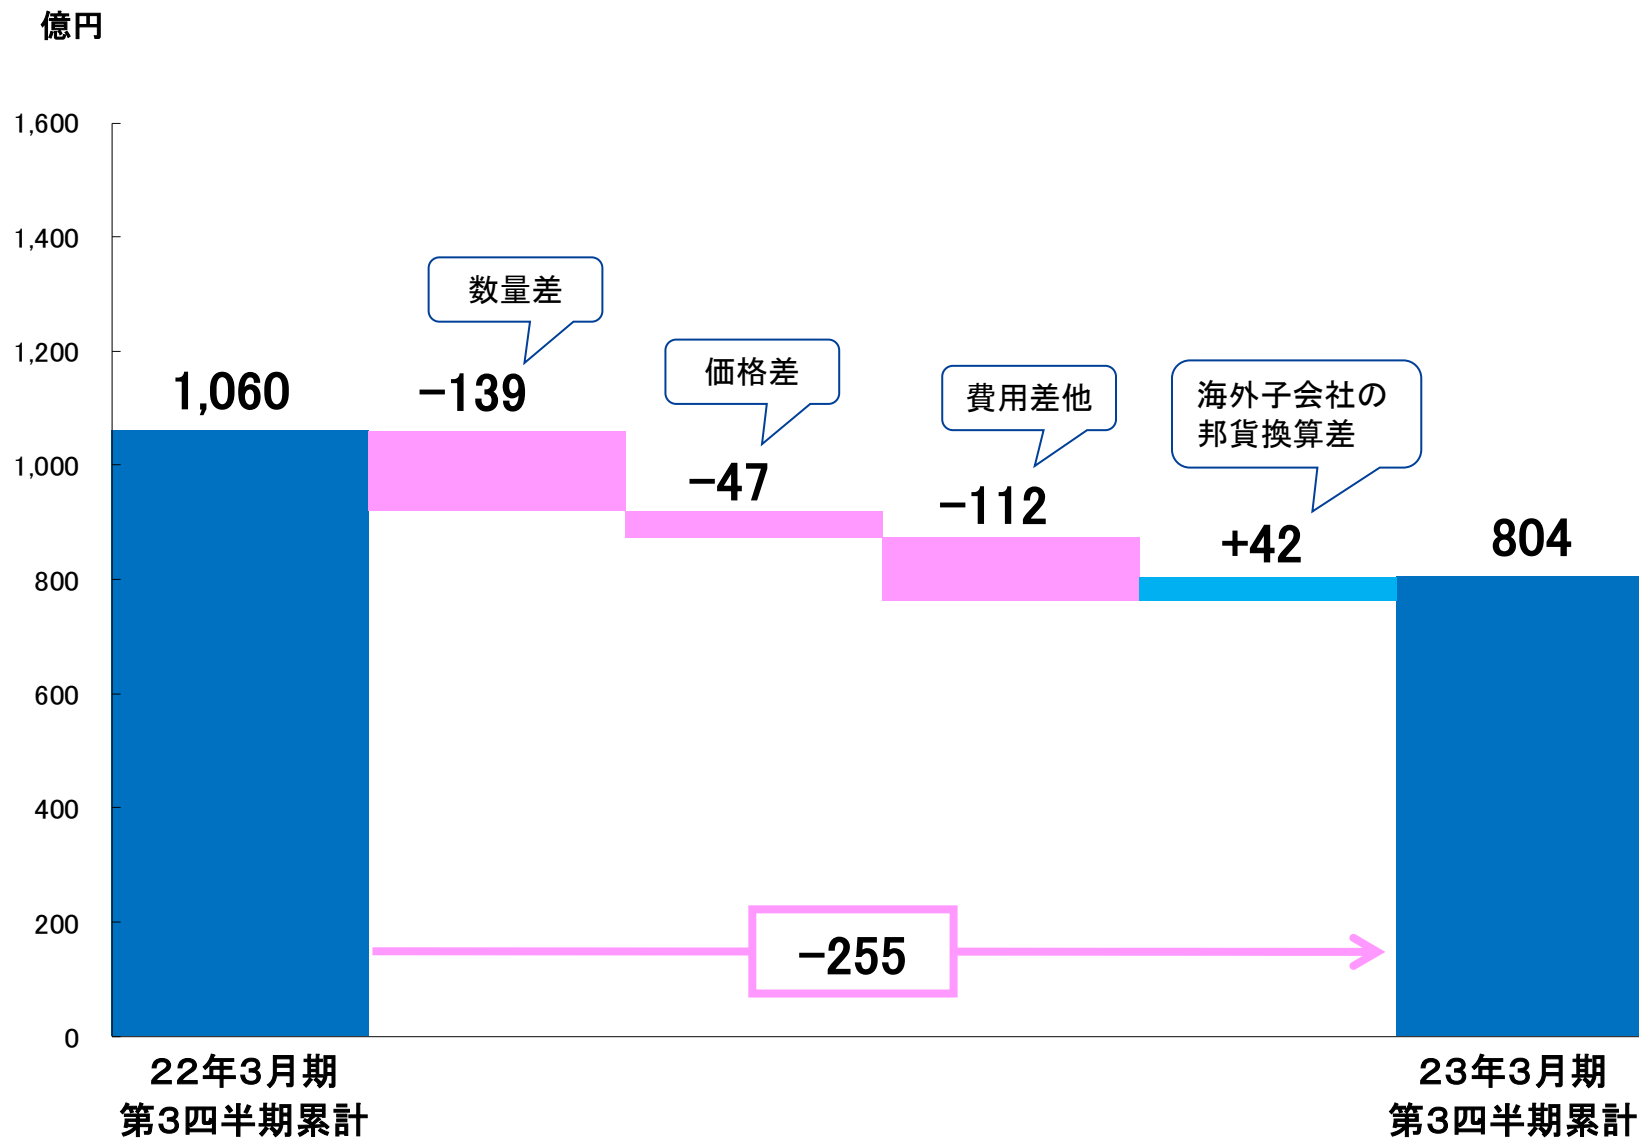 億円
1,600
1,400
1,200
1,000
800
600
400
200
0
1,060
数量差
−139
価格差
−47
費用差他
−112
海外子会社の
邦貨換算差
+42
804
−255
22年3月期
第3四半期累計
23年3月期
第3四半期累計